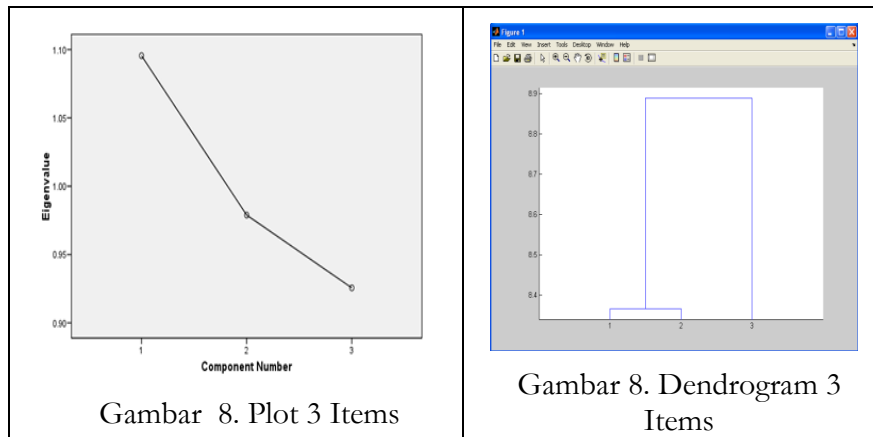 1.10
1.05
1.00
0.95
0.90
Eigenvalue
1 2 3
Component Number
Gambar 8. Plot 3 Items
Figure 1
File Edit View Insert Tools Desktop Window Help
8.9
8.8
8.7
8.6
8.5
8.4
1 2 3
Gambar 8. Dendrogram 3
Items